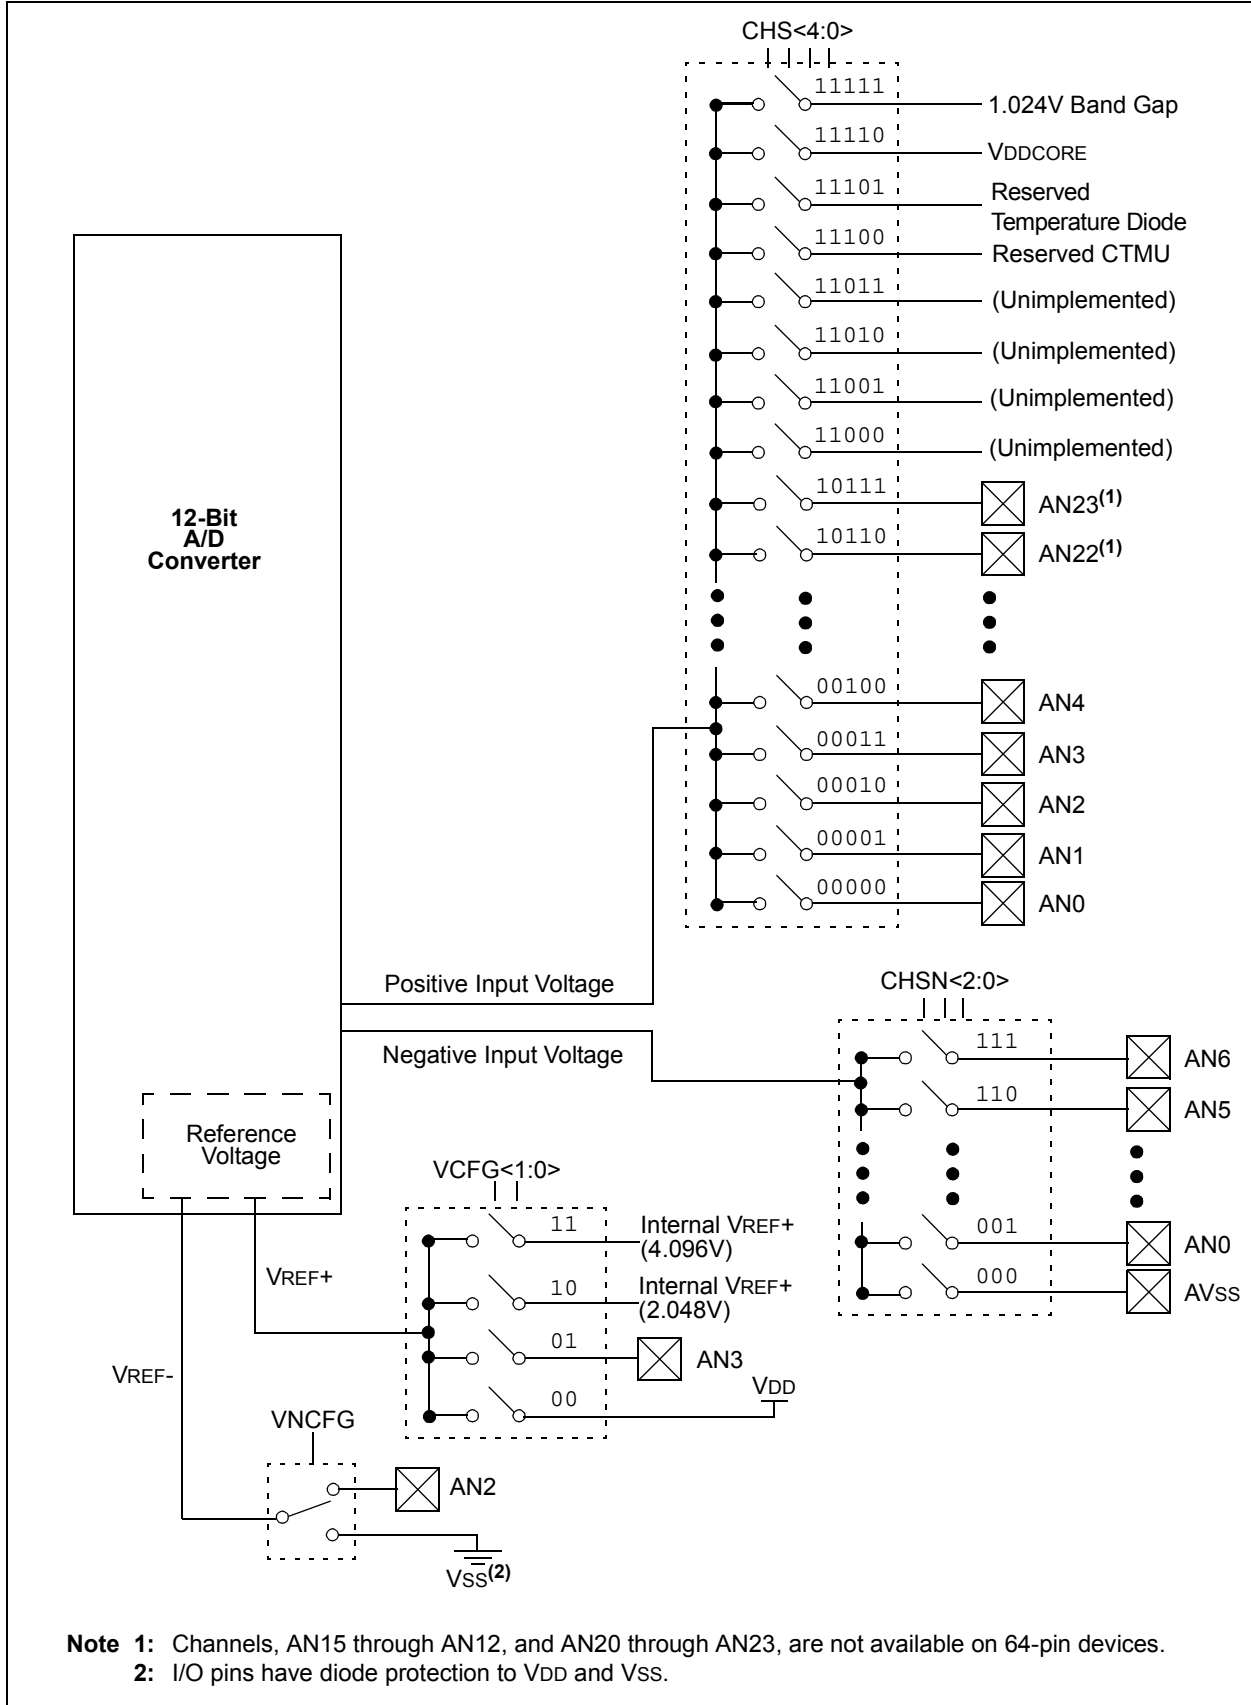 CHS<4:0>
11111
1.024V Band Gap
11110
VDDCORE
11101
Reserved
Temperature Diode
11100
Reserved CTMU
11011
(Unimplemented)
11010
(Unimplemented)
11001
(Unimplemented)
11000
(Unimplemented)
10111
AN23(1)
10110
AN22(1)
12-Bit
A/D
Converter
00100
AN4
00011
AN3
00010
AN2
00001
AN1
00000
AN0
Positive Input Voltage
Negative Input Voltage
CHSN<2:0>
111
AN6
110
AN5
001
AN0
000
AVSS
Reference
Voltage
VCFG<1:0>
11
Internal VREF+
(4.096V)
10
Internal VREF+
(2.048V)
01
AN3
00
VDD
VREF+
VREF-
VNCFG
AN2
VSS(2)
Note 1: Channels, AN15 through AN12, and AN20 through AN23, are not available on 64-pin devices.
2: I/O pins have diode protection to VDD and VSS.